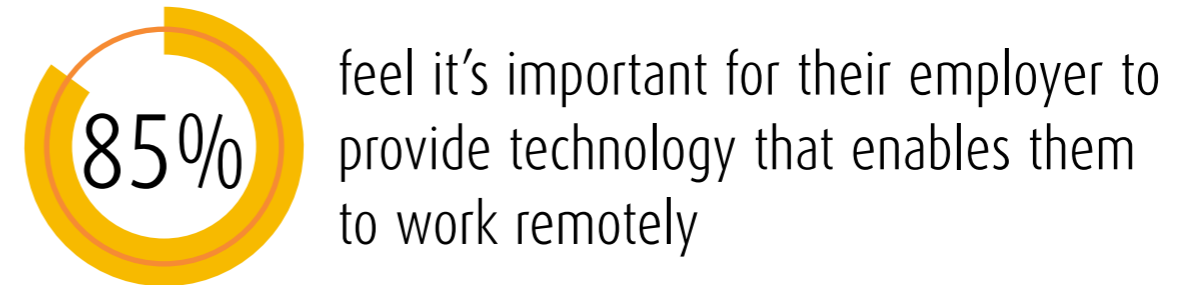 85%
feel it's important for their employer to
provide technology that enables them
to work remotely